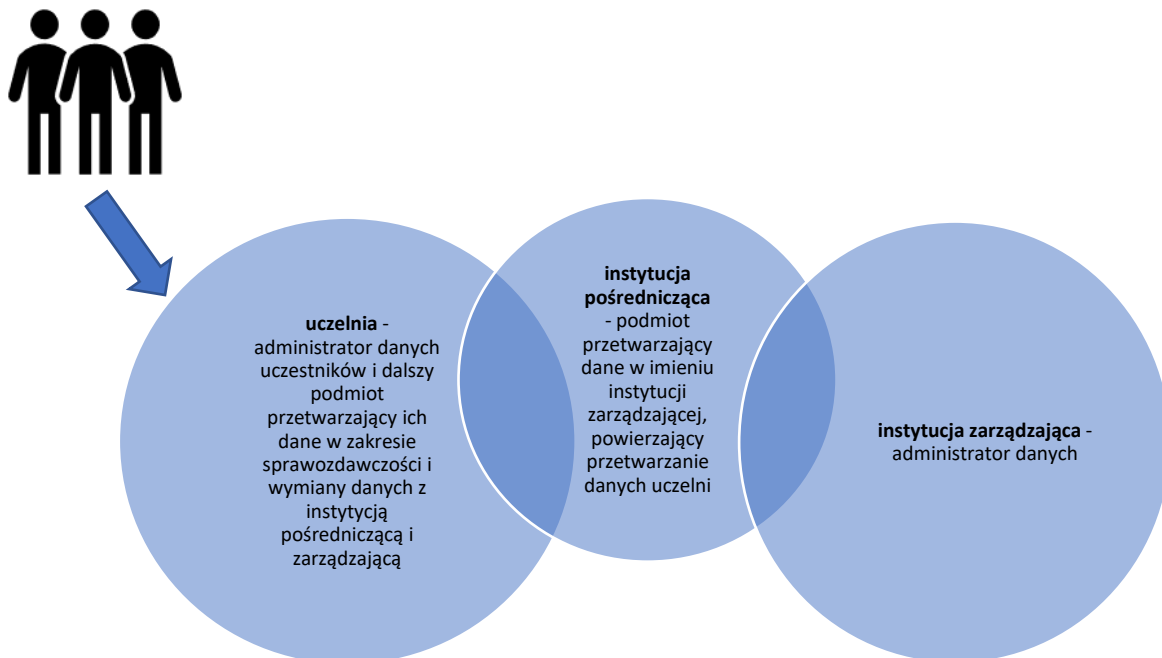 uczelnia -
administrator danych
uczestników i dalszy
podmiot
przetwarzający ich
dane w zakresie
sprawozdawczości i
wymiany danych z
instytycją
pośredniczącą i
zarządzającą
instytucja
pośrednicząca
- podmiot
przetwarzający
dane w imieniu
instytucji
zarządzającej,
powierzający
przetwarzanie
danych uczelni
instytucja zarządzająca -
administrator danych